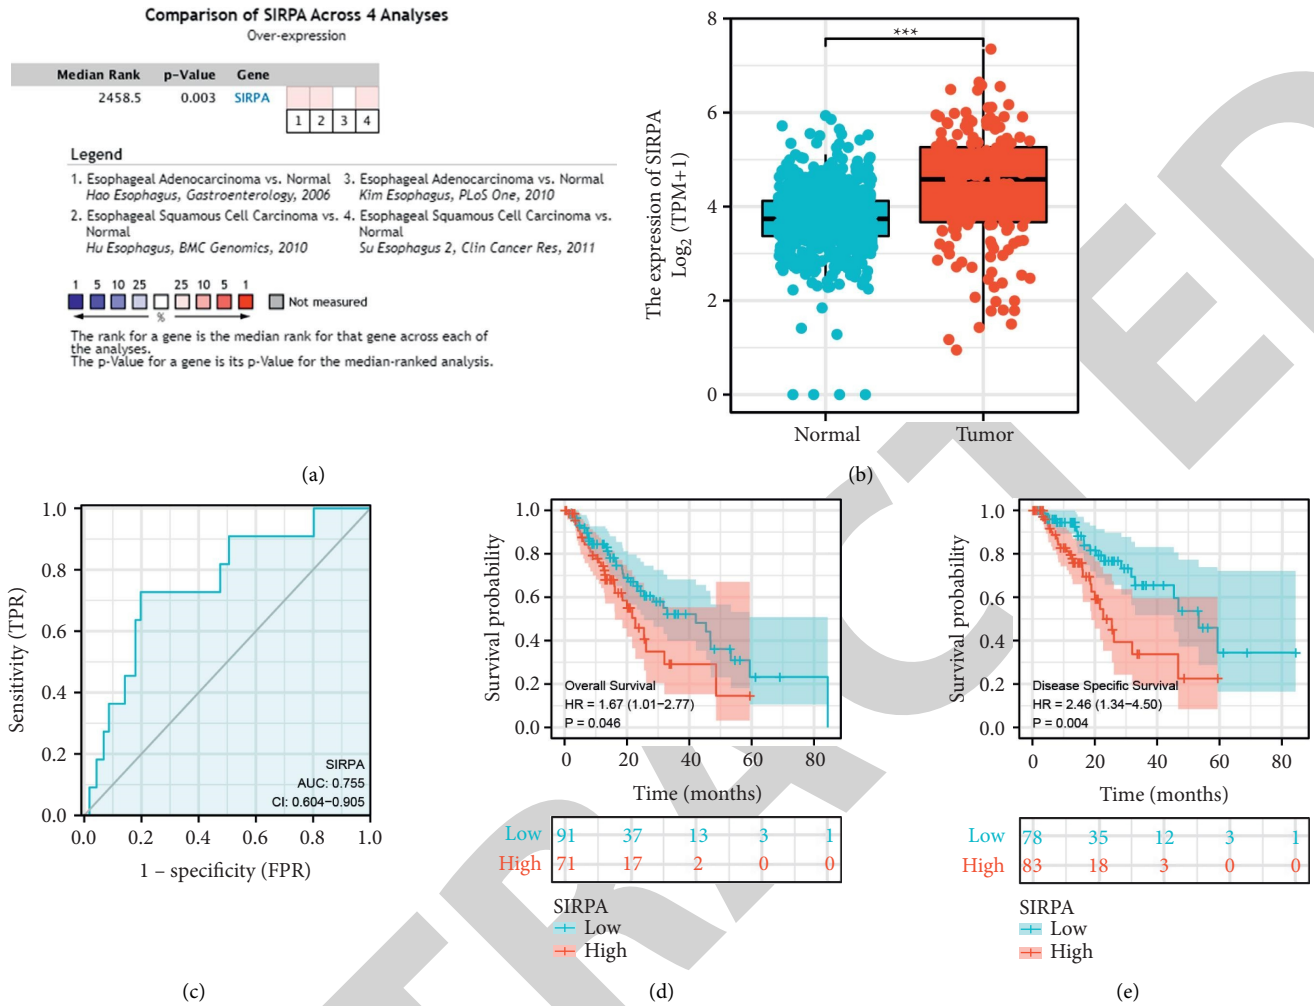 Comparison of SIRPA Across 4 Analyses
Over-expression
Median Rank p-Value Gene
2458.5 0.003 SIRPA
1 2 3 4
Legend
1. Esophageal Adenocarcinoma vs. Normal
Hao Esophagus, Gastroenterology, 2006
2. Esophageal Squamous Cell Carcinoma vs.
Normal
Hu Esophagus, BMC Genomics, 2010
3. Esophageal Adenocarcinoma vs. Normal
Kim Esophagus, PLoS One, 2010
4. Esophageal Squamous Cell Carcinoma vs.
Normal
Su Esophagus 2, Clin Cancer Res, 2011
1 5 10 25 25 10 5 1
%
Not measured
The rank for a gene is the median rank for that gene across each of
the analyses.
The p-Value for a gene is its p-Value for the median-ranked analysis.
(a)
The expression of SIRPA
Log2 (TPM+1)
8
6
4
2
0
***
Normal Tumor
(b)
Sensitivity (TPR)
1.0
0.8
0.6
0.4
0.2
0.0
SIRPA
AUC: 0.755
CI: 0.604–0.905
0.0 0.2 0.4 0.6 0.8 1.0
1 – specificity (FPR)
(c)
Survival probability
1.0
0.8
0.6
0.4
0.2
0.0
Overall Survival
HR = 1.67 (1.01–2.77)
P = 0.046
0 20 40 60 80
Time (months)
Low 91 37 13 3 1
High 71 17 2 0 0
SIRPA
Low
High
(d)
Survival probability
1.0
0.8
0.6
0.4
0.2
0.0
Disease Specific Survival
HR = 2.46 (1.34–4.50)
P = 0.004
0 20 40 60 80
Time (months)
Low 78 35 12 3 1
High 83 18 3 0 0
SIRPA
Low
High
(e)
TRACTED